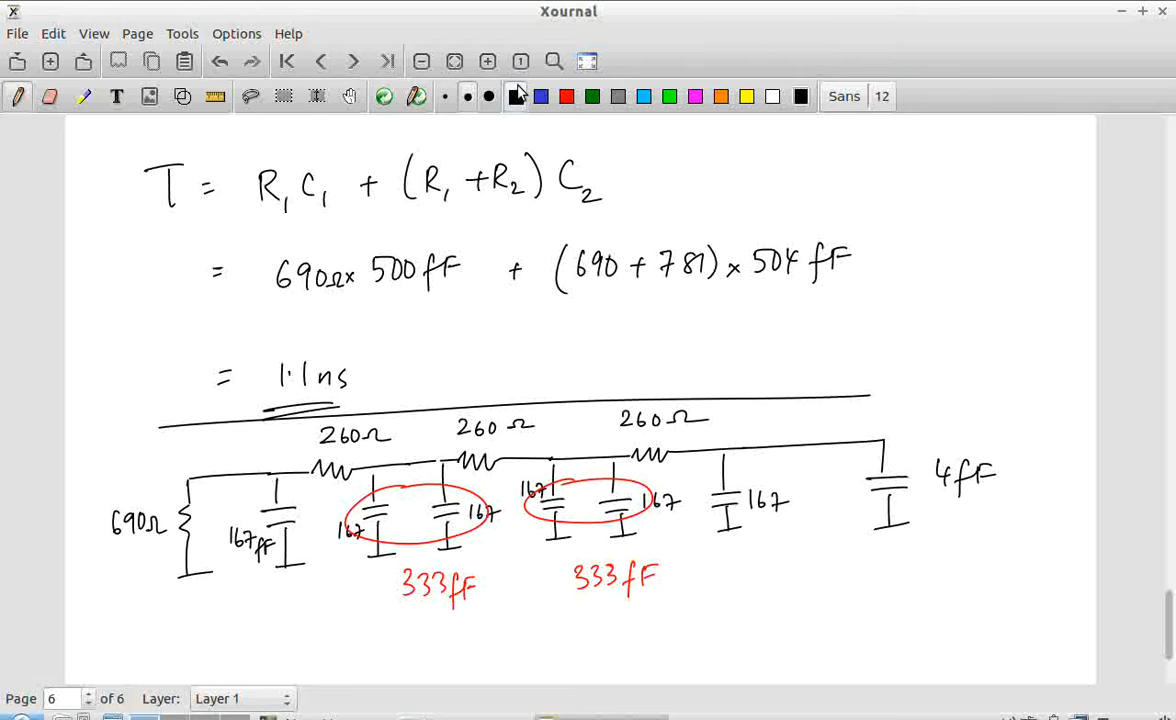 Xournal
File Edit View Page Tools Options Help
Sans 12
T = R₁C₁ + (R₁ + R₂) C₂
= 690Ω × 500fF + (690 + 781) × 504 fF
= 1.1ns
260Ω 260Ω 260Ω
690Ω 167fF 167 167 167 167 167 4fF
333fF 333fF
Page 6 of 6 Layer: Layer 1